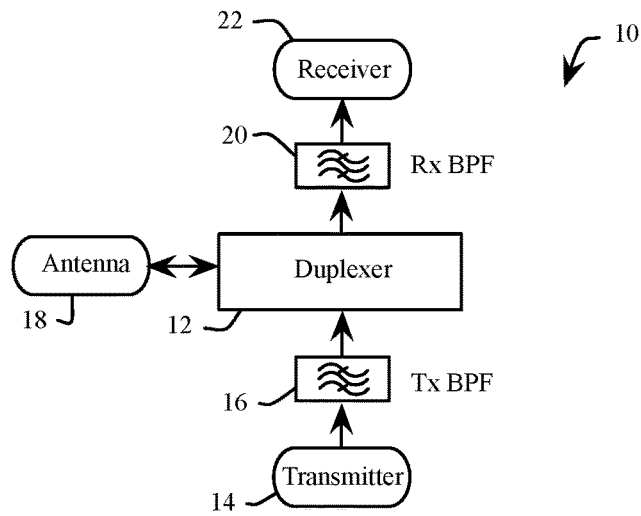 22
10
Receiver
20
Rx BPF
Antenna
Duplexer
18
12
16
Tx BPF
Transmitter
14